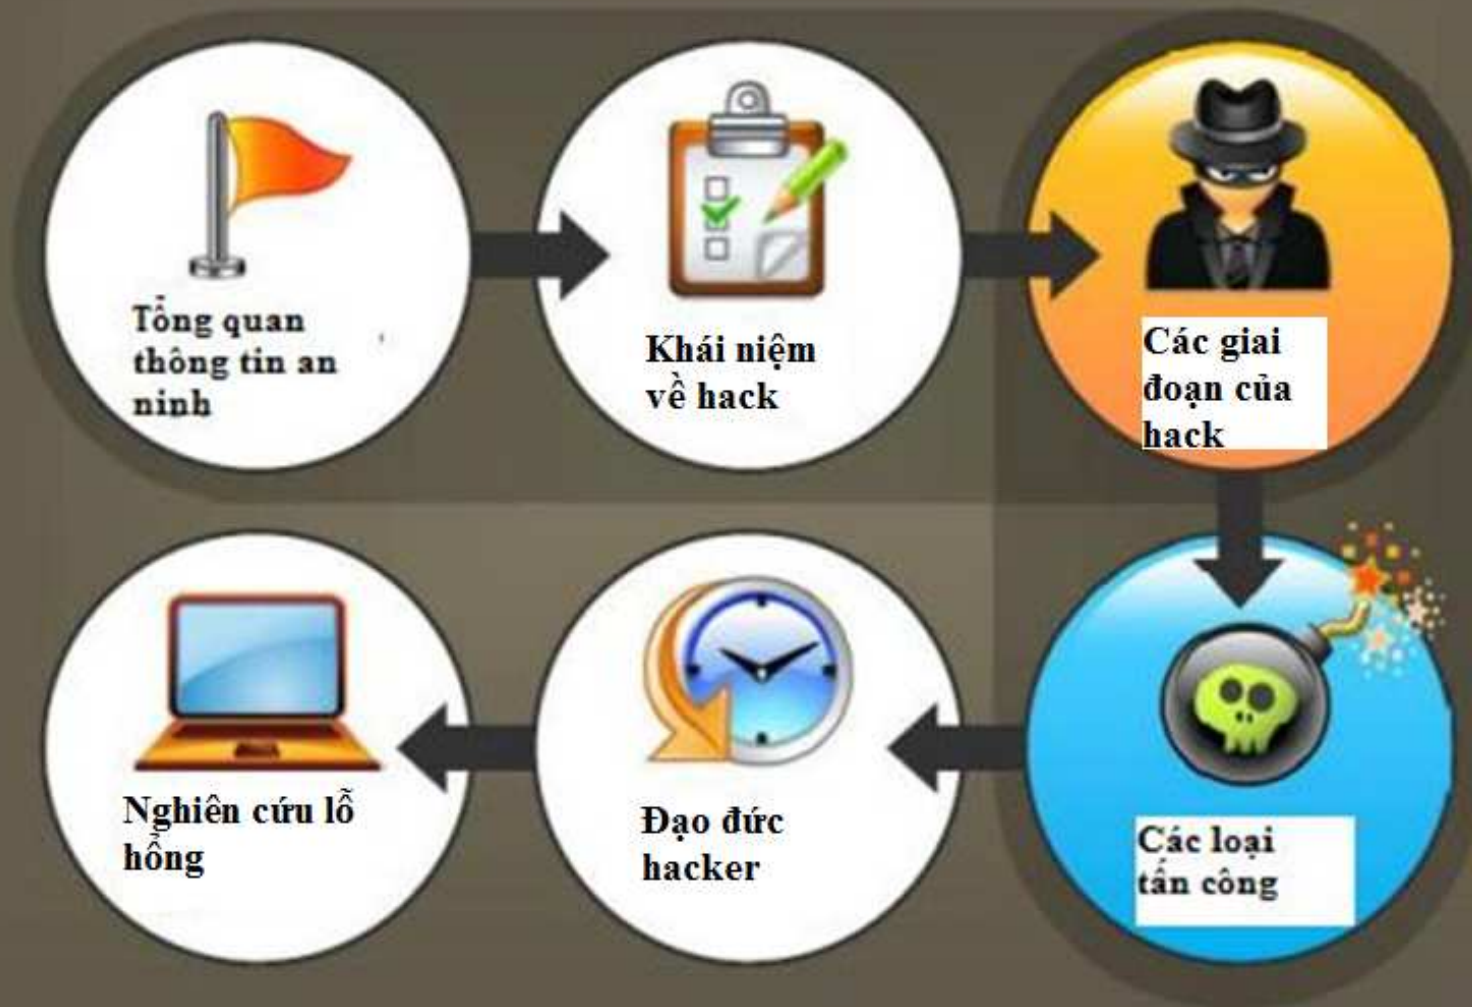 Tổng quan
thông tin an
ninh
Khái niệm
về hack
Các giai
đoạn của
hack
Các loại
tấn công
Đạo đức
hacker
Nghiên cứu lỗ
hổng